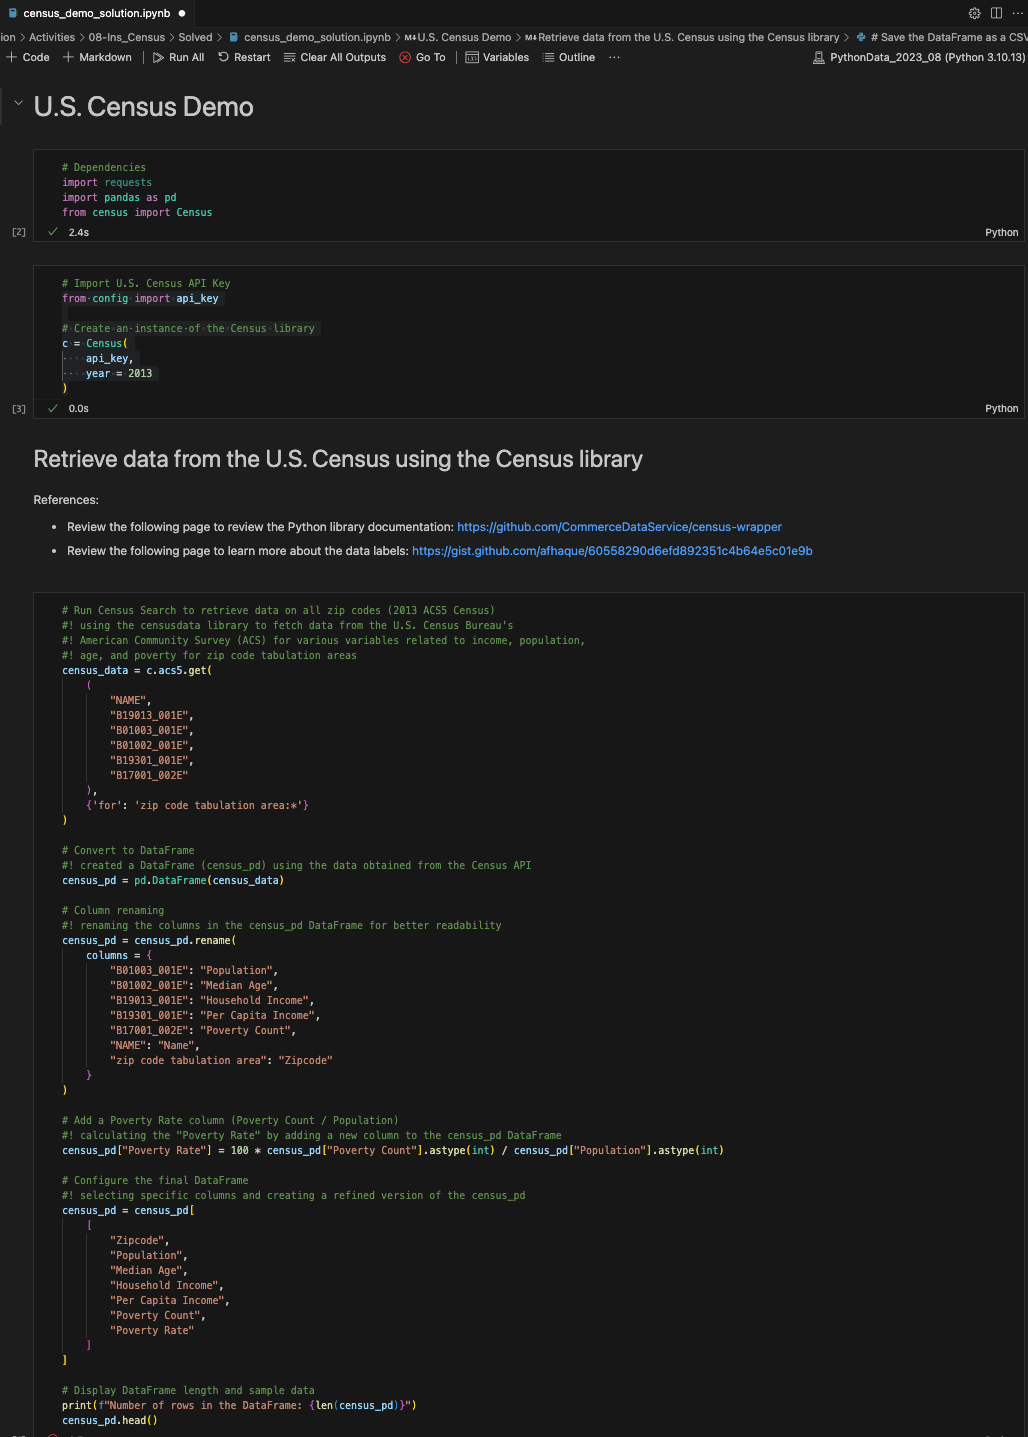 census_demo_solution.ipynb ●
ion > Activities > 08-Ins_Census > Solved > census_demo_solution.ipynb > M↓U.S. Census Demo > M↓Retrieve data from the U.S. Census using the Census library > # Save the DataFrame as a CSV
+ Code + Markdown | Run All Restart Clear All Outputs Go To | Variables Outline ··· PythonData_2023_08 (Python 3.10.13)
U.S. Census Demo
# Dependencies
import requests
import pandas as pd
from census import Census
[2] ✓ 2.4s Python
# Import U.S. Census API Key
from config import api_key
# Create an instance of the Census library
c = Census(
    api_key,
    year = 2013
)
[3] ✓ 0.0s Python
Retrieve data from the U.S. Census using the Census library
References:
• Review the following page to review the Python library documentation: https://github.com/CommerceDataService/census-wrapper
• Review the following page to learn more about the data labels: https://gist.github.com/afhaque/60558290d6efd892351c4b64e5c01e9b
# Run Census Search to retrieve data on all zip codes (2013 ACS5 Census)
#! using the censusdata library to fetch data from the U.S. Census Bureau's
#! American Community Survey (ACS) for various variables related to income, population,
#! age, and poverty for zip code tabulation areas
census_data = c.acs5.get(
    (
        "NAME",
        "B19013_001E",
        "B01003_001E",
        "B01002_001E",
        "B19301_001E",
        "B17001_002E"
    ),
    {'for': 'zip code tabulation area:*'}
)
# Convert to DataFrame
#! created a DataFrame (census_pd) using the data obtained from the Census API
census_pd = pd.DataFrame(census_data)
# Column renaming
#! renaming the columns in the census_pd DataFrame for better readability
census_pd = census_pd.rename(
    columns = {
        "B01003_001E": "Population",
        "B01002_001E": "Median Age",
        "B19013_001E": "Household Income",
        "B19301_001E": "Per Capita Income",
        "B17001_002E": "Poverty Count",
        "NAME": "Name",
        "zip code tabulation area": "Zipcode"
    }
)
# Add a Poverty Rate column (Poverty Count / Population)
#! calculating the "Poverty Rate" by adding a new column to the census_pd DataFrame
census_pd["Poverty Rate"] = 100 * census_pd["Poverty Count"].astype(int) / census_pd["Population"].astype(int)
# Configure the final DataFrame
#! selecting specific columns and creating a refined version of the census_pd
census_pd = census_pd[
    [
        "Zipcode",
        "Population",
        "Median Age",
        "Household Income",
        "Per Capita Income",
        "Poverty Count",
        "Poverty Rate"
    ]
]
# Display DataFrame length and sample data
print(f"Number of rows in the DataFrame: {len(census_pd)}")
census_pd.head()